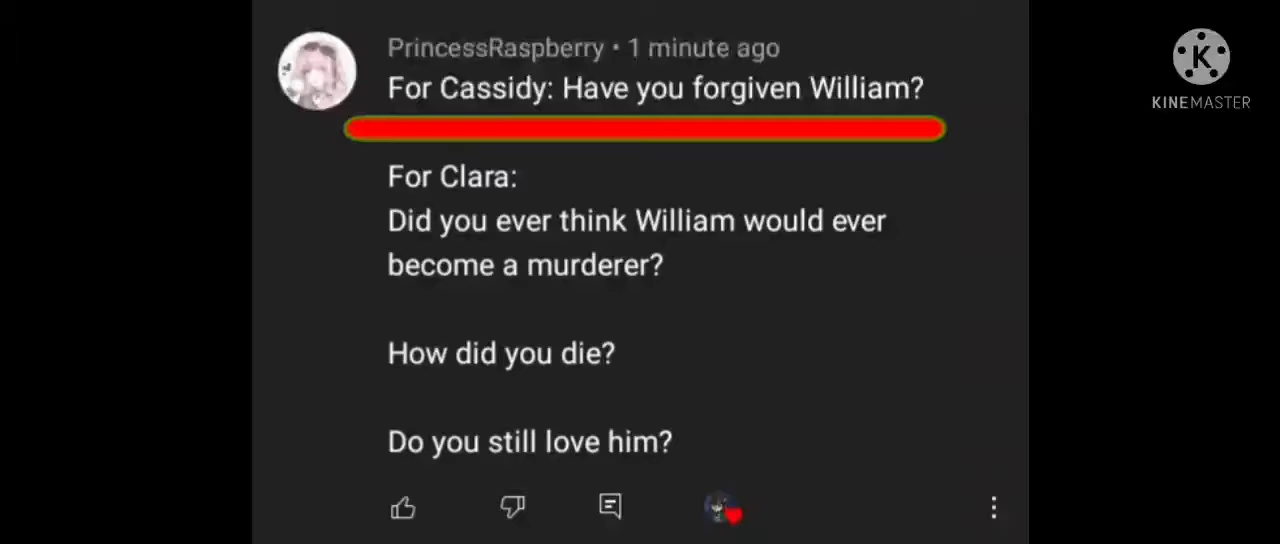 PrincessRaspberry • 1 minute ago
For Cassidy: Have you forgiven William?
For Clara:
Did you ever think William would ever
become a murderer?
How did you die?
Do you still love him?
K
KINEMASTER